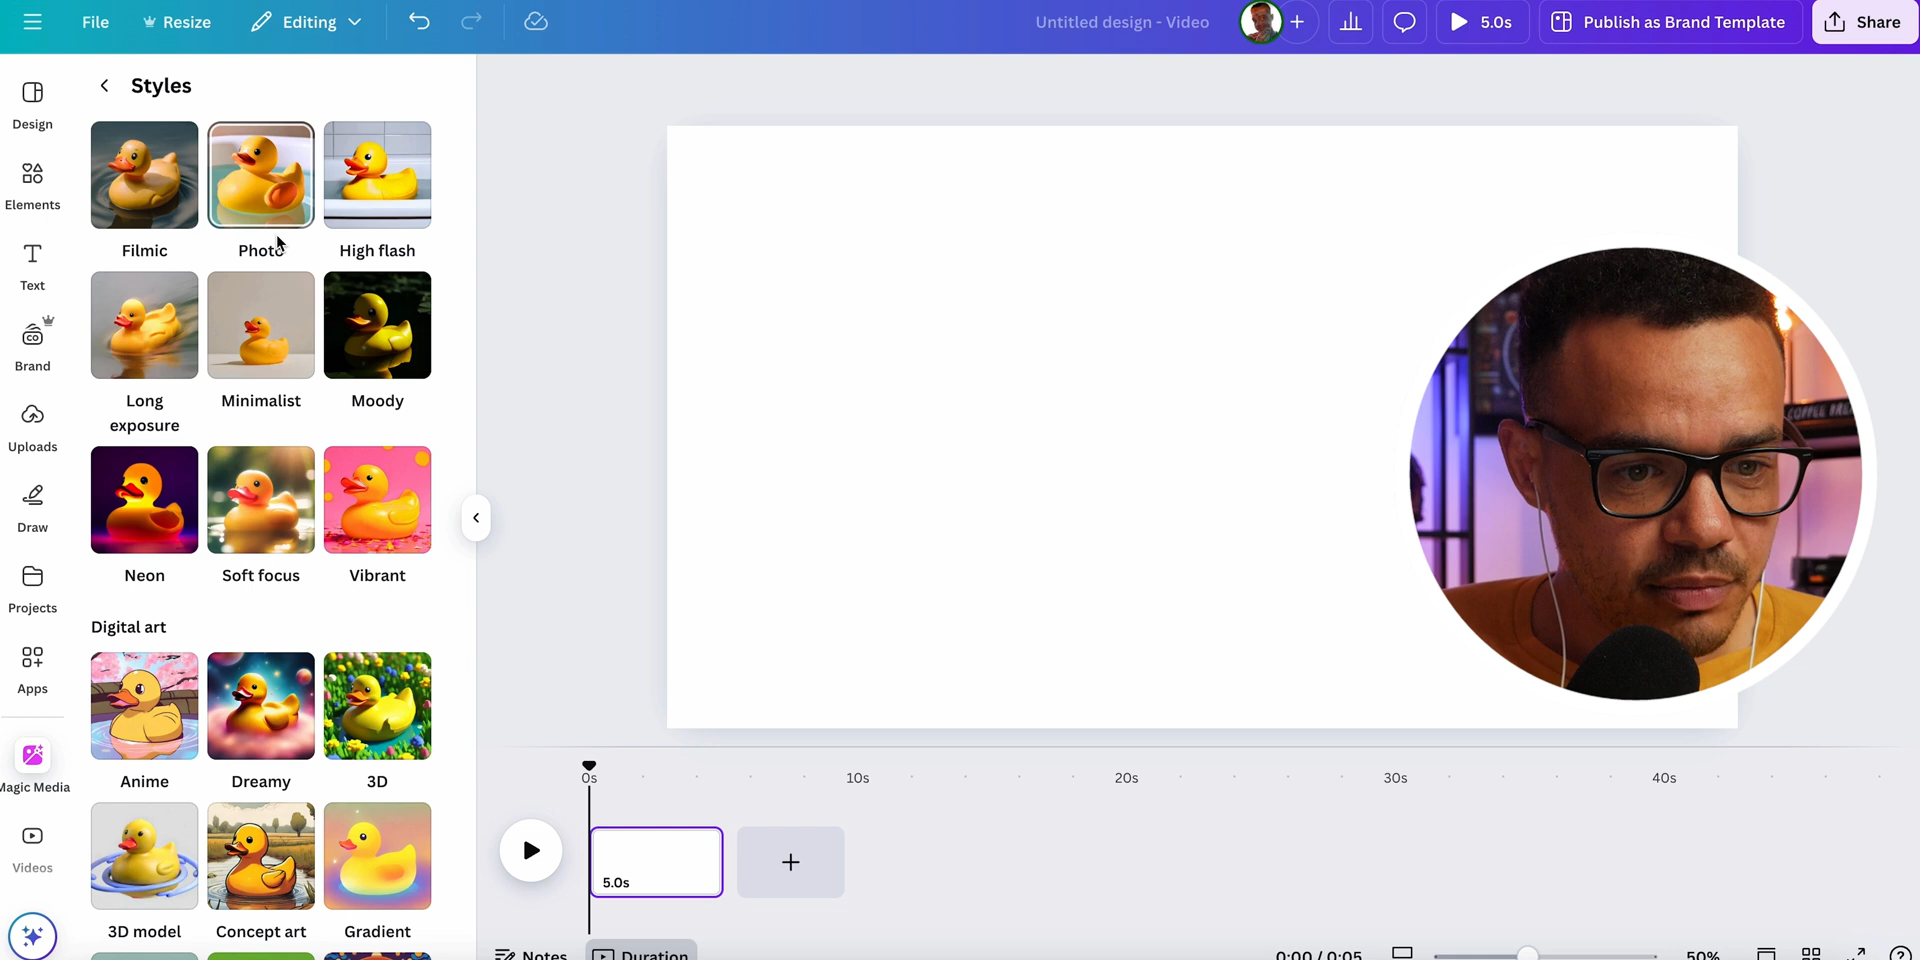 File
Resize
Editing
Untitled design - Video
5.0s
Publish as Brand Template
Share
Design
Elements
Text
Brand
Uploads
Draw
Projects
Apps
Magic Media
Videos
Styles
Filmic
Photo
High flash
Long
exposure
Minimalist
Moody
Neon
Soft focus
Vibrant
Digital art
Anime
Dreamy
3D
3D model
Concept art
Gradient
COFFEE
0s
10s
20s
30s
40s
5.0s
Notes
Duration
0:00 / 0:05
50%